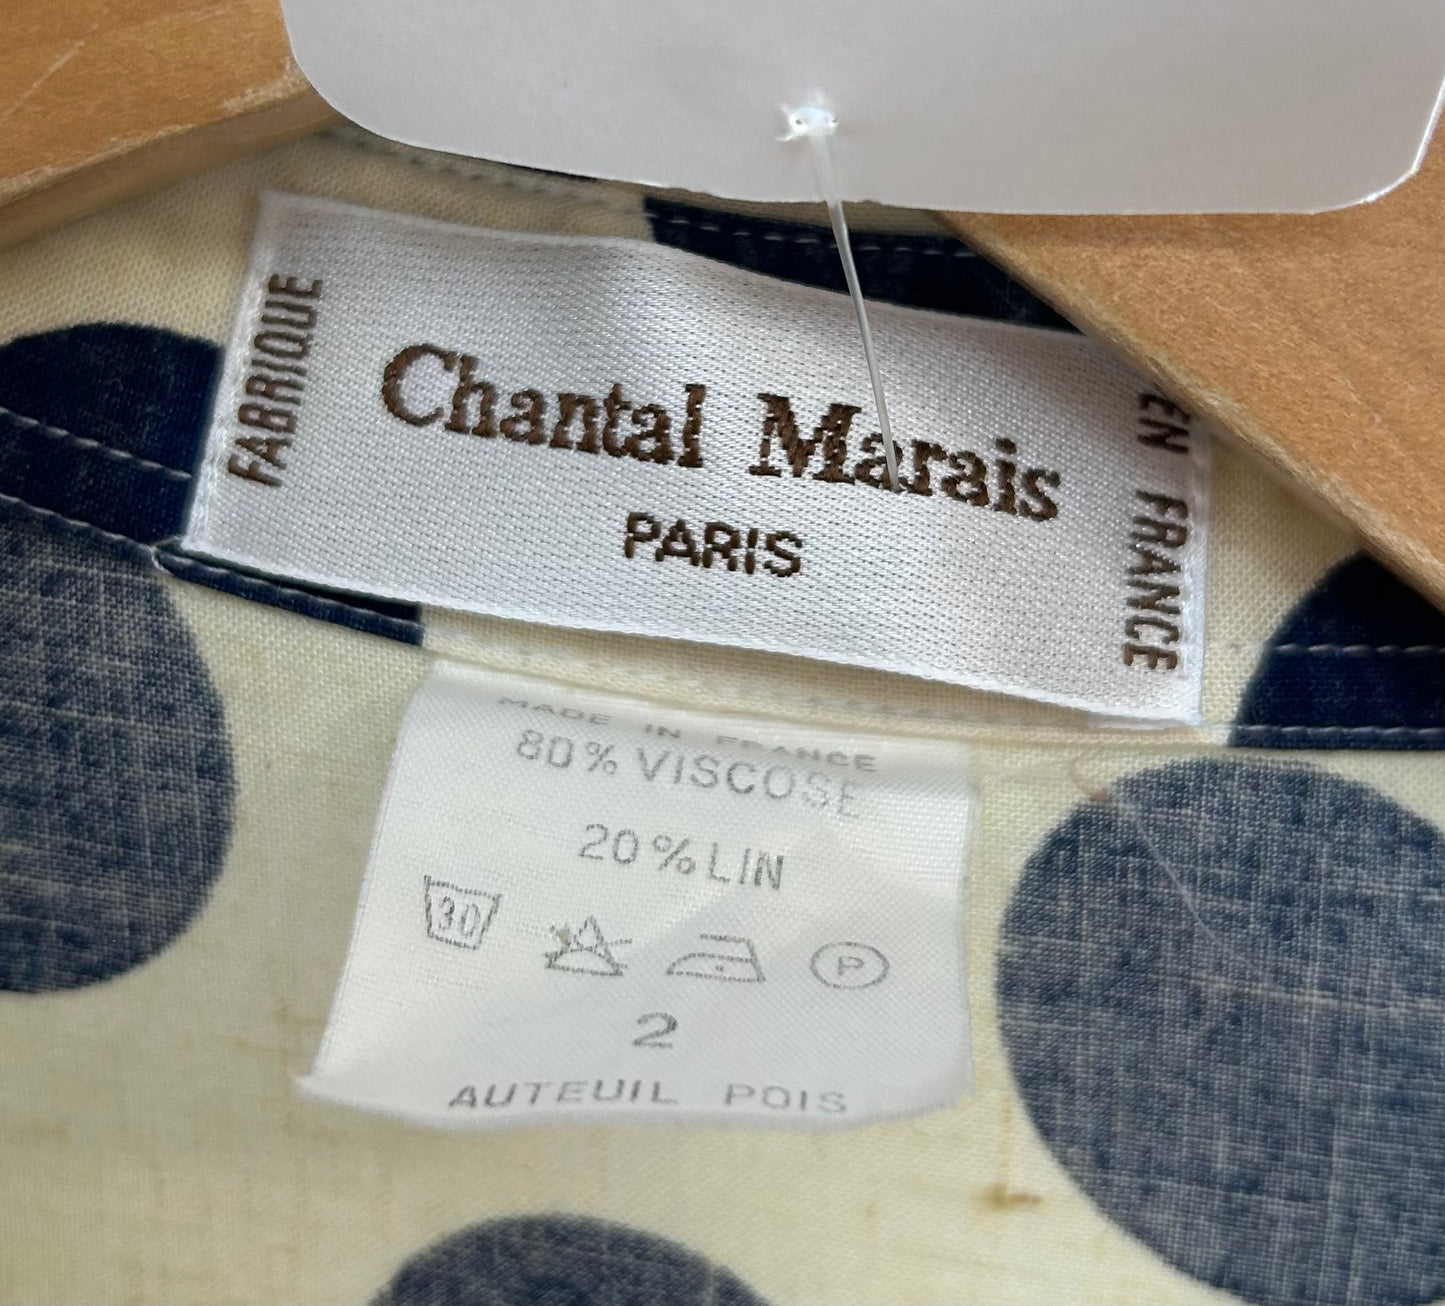 FABRIQUE
Chantal Marais
PARIS
EN FRANCE
MADE IN FRANCE
80% VISCOSE
20% LIN
30
P
2
AUTEUIL POIS